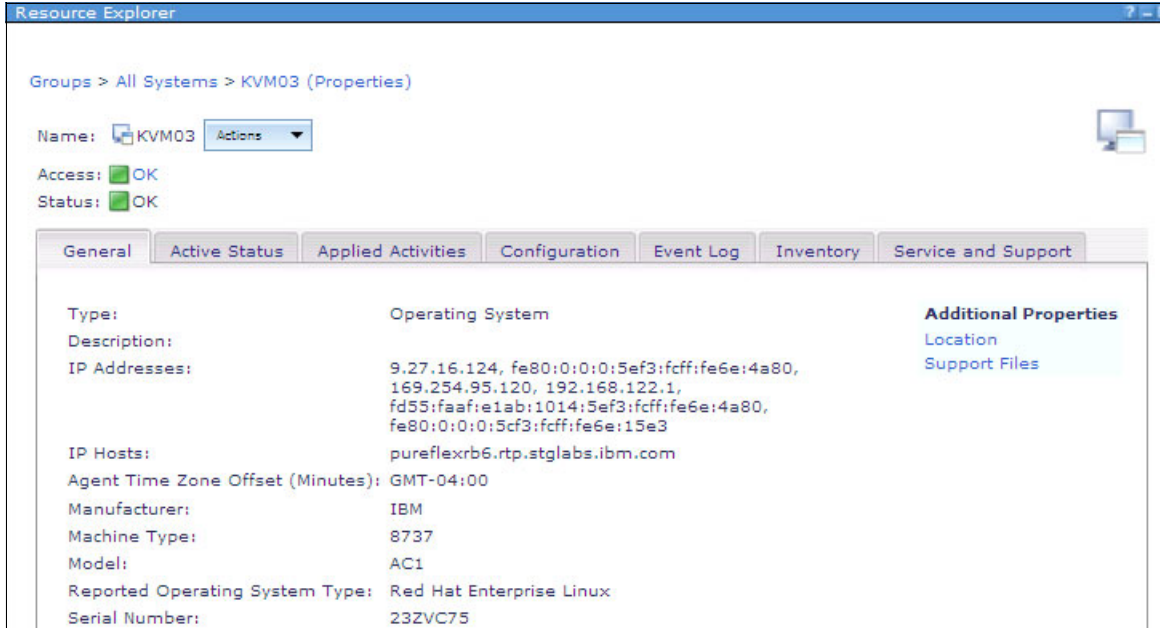 Resource Explorer ? –
Groups > All Systems > KVM03 (Properties)
Name: KVM03 Actions
Access: OK
Status: OK
General Active Status Applied Activities Configuration Event Log Inventory Service and Support
Type: Operating System
Description:
IP Addresses: 9.27.16.124, fe80:0:0:0:5ef3:fcff:fe6e:4a80,
169.254.95.120, 192.168.122.1,
fd55:faaf:e1ab:1014:5ef3:fcff:fe6e:4a80,
fe80:0:0:0:5cf3:fcff:fe6e:15e3
IP Hosts: pureflexrb6.rtp.stglabs.ibm.com
Agent Time Zone Offset (Minutes): GMT-04:00
Manufacturer: IBM
Machine Type: 8737
Model: AC1
Reported Operating System Type: Red Hat Enterprise Linux
Serial Number: 23ZVC75
Additional Properties
Location
Support Files